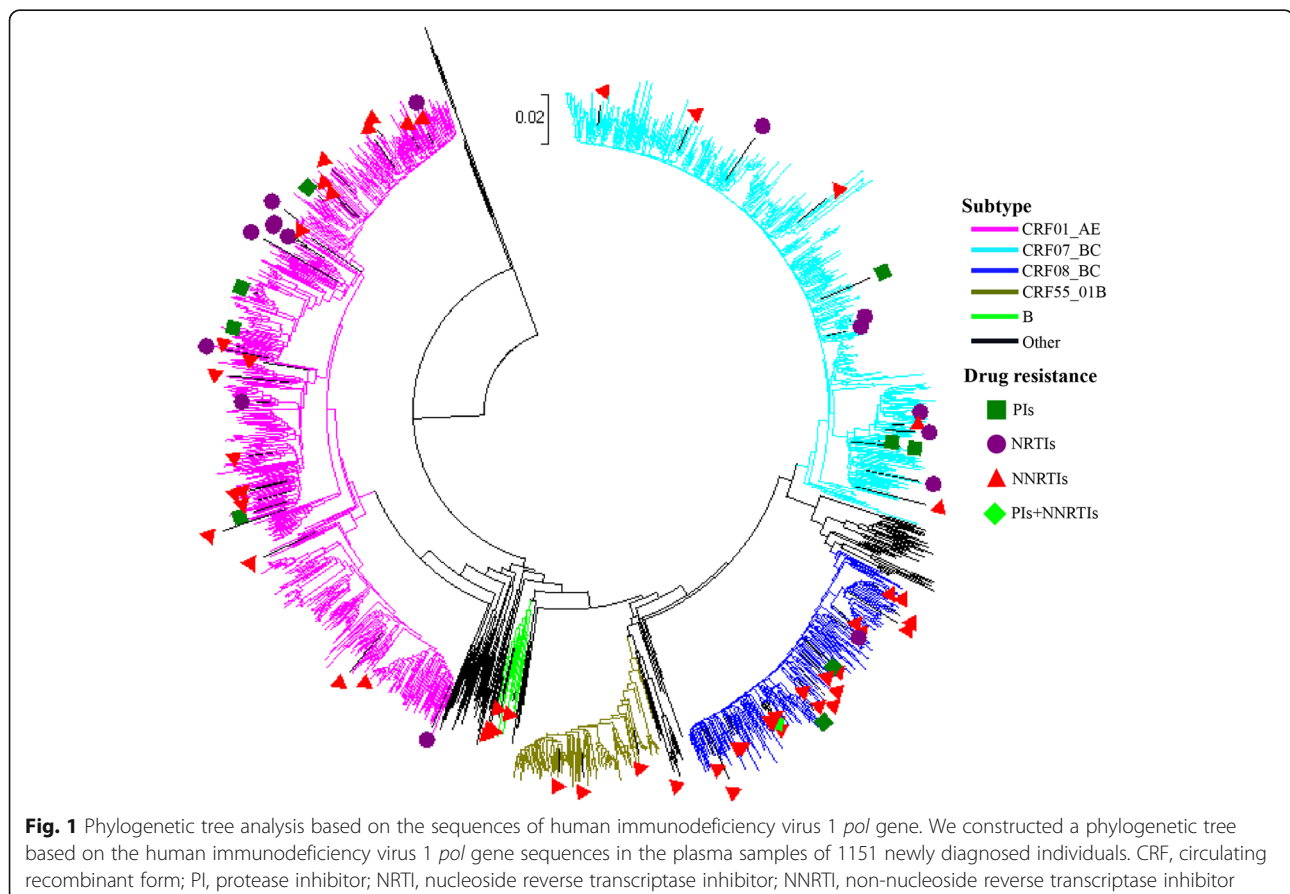 0.02
Subtype
CRF01_AE
CRF07_BC
CRF08_BC
CRF55_01B
B
Other
Drug resistance
PIs
NRTIs
NNRTIs
PIs+NNRTIs
Fig. 1 Phylogenetic tree analysis based on the sequences of human immunodeficiency virus 1 pol gene. We constructed a phylogenetic tree
based on the human immunodeficiency virus 1 pol gene sequences in the plasma samples of 1151 newly diagnosed individuals. CRF, circulating
recombinant form; PI, protease inhibitor; NRTI, nucleoside reverse transcriptase inhibitor; NNRTI, non-nucleoside reverse transcriptase inhibitor